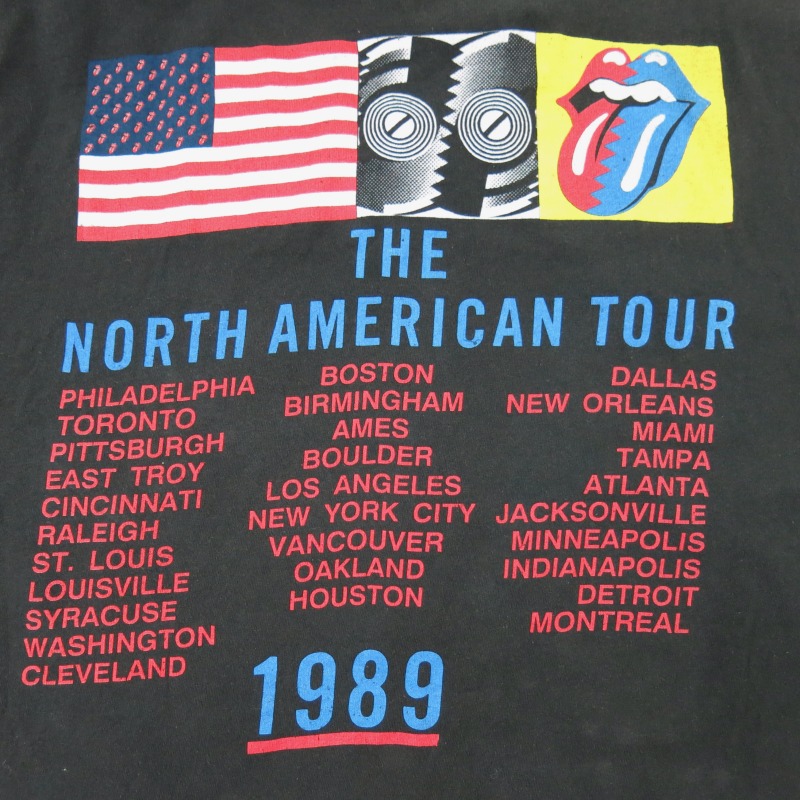 THE
NORTH AMERICAN TOUR
PHILADELPHIA
TORONTO
PITTSBURGH
EAST TROY
CINCINNATI
RALEIGH
ST. LOUIS
LOUISVILLE
SYRACUSE
WASHINGTON
CLEVELAND
BOSTON
BIRMINGHAM
AMES
BOULDER
LOS ANGELES
NEW YORK CITY
VANCOUVER
OAKLAND
HOUSTON
DALLAS
NEW ORLEANS
MIAMI
TAMPA
ATLANTA
JACKSONVILLE
MINNEAPOLIS
INDIANAPOLIS
DETROIT
MONTREAL
1989